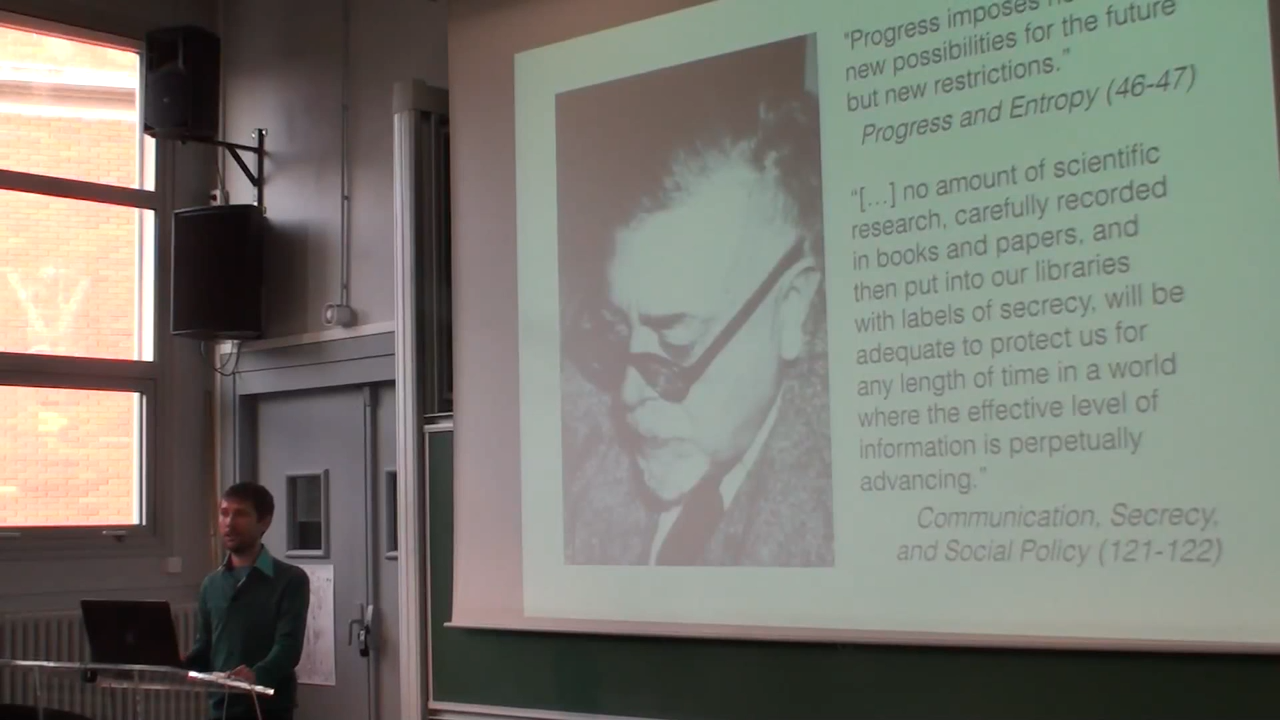 "Progress imposes
new possibilities for the future
but new restrictions."
Progress and Entropy (46-47)
"[...] no amount of scientific
research, carefully recorded
in books and papers, and
then put into our libraries
with labels of secrecy, will be
adequate to protect us for
any length of time in a world
where the effective level of
information is perpetually
advancing."
Communication, Secrecy,
and Social Policy (121-122)